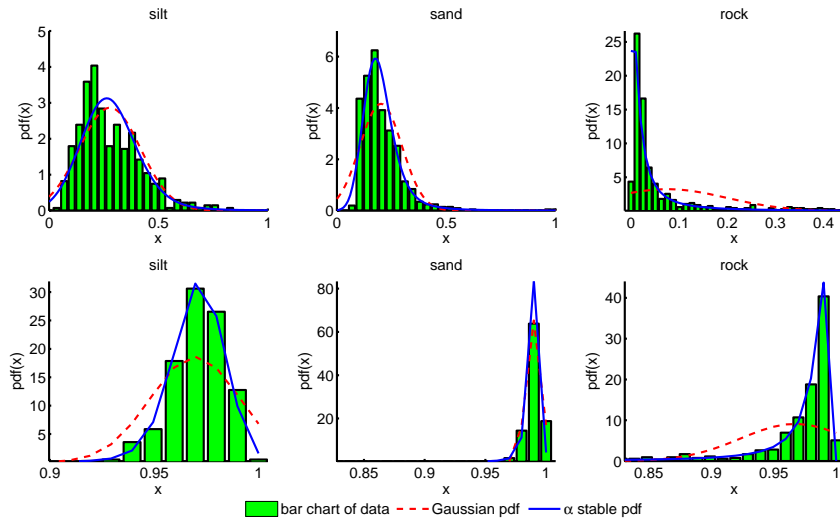 silt
sand
rock
pdf(x)
5
4
3
2
1
0
0
0.5
1
x
pdf(x)
6
4
2
0
0
0.5
1
x
pdf(x)
25
20
15
10
5
0
0.1
0.2
0.3
0.4
x
silt
sand
rock
pdf(x)
30
25
20
15
10
5
0.9
0.95
1
x
80
60
40
20
0.85
0.9
0.95
1
x
pdf(x)
40
30
20
10
0
0.85
0.9
0.95
1
x
bar chart of data
Gaussian pdf
α stable pdf